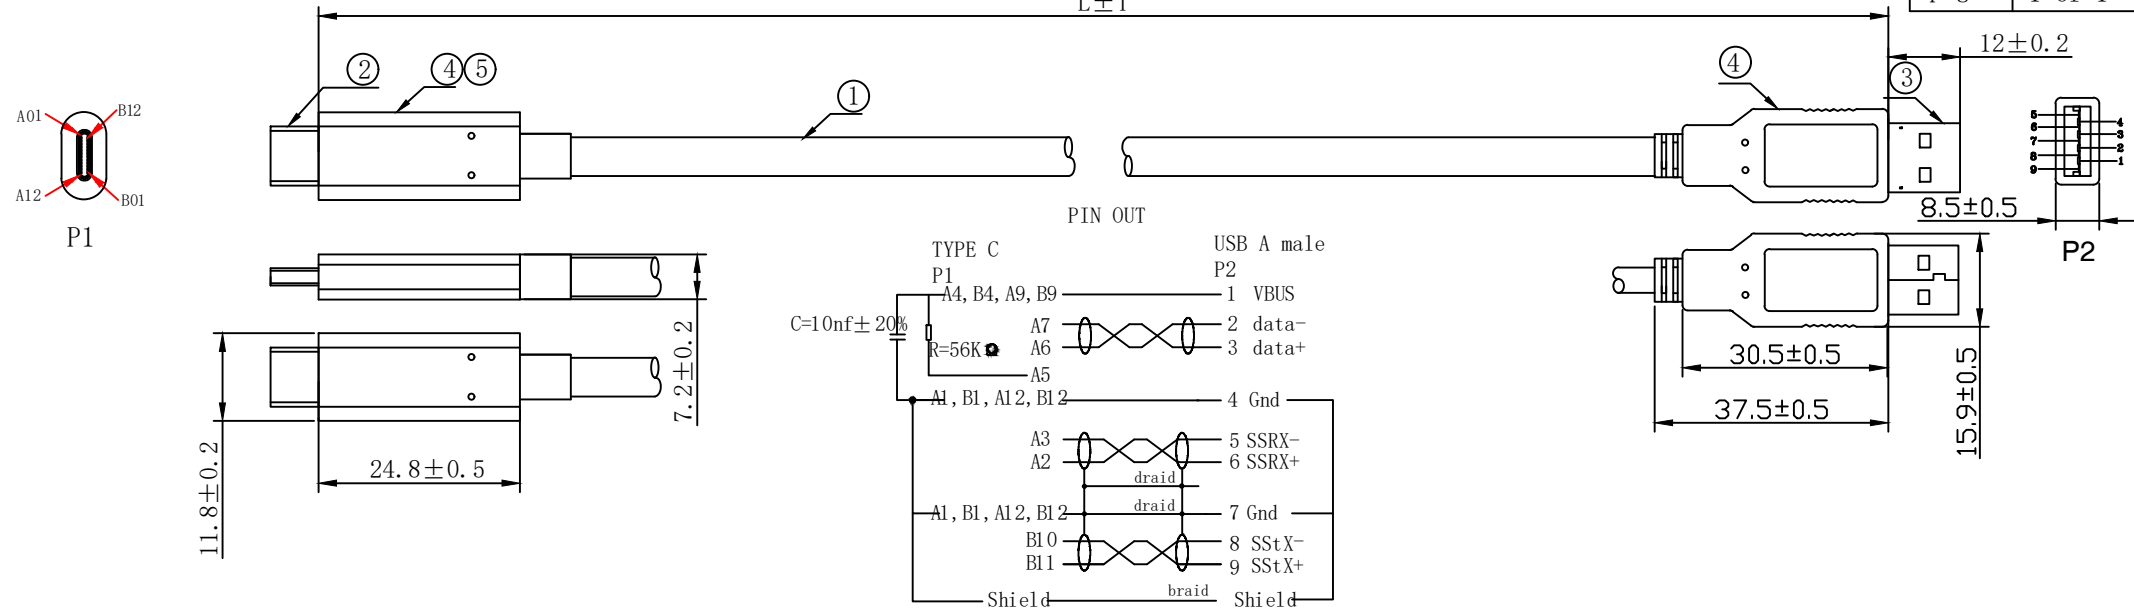 L±1
12±0.2
② ④⑤ ① ④ ③
A01 B12
A12 B01
P1
5 4
6 3
7 2
8 1
9
8.5±0.5
P2
PIN OUT
TYPE C USB A male
P1 P2
A4, B4, A9, B9 1 VBUS
C=10nf±20%
A7 2 data-
R=56K A6 3 data+
A5
A1, B1, A12, B12 4 Gnd
A3 5 SSRX-
A2 6 SSRX+
draid
draid
A1, B1, A12, B12 7 Gnd
B10 8 SStX-
B11 9 SStX+
braid
Shield Shield
7.2±0.2
11.8±0.2
24.8±0.5
30.5±0.5
37.5±0.5
15.9±0.5